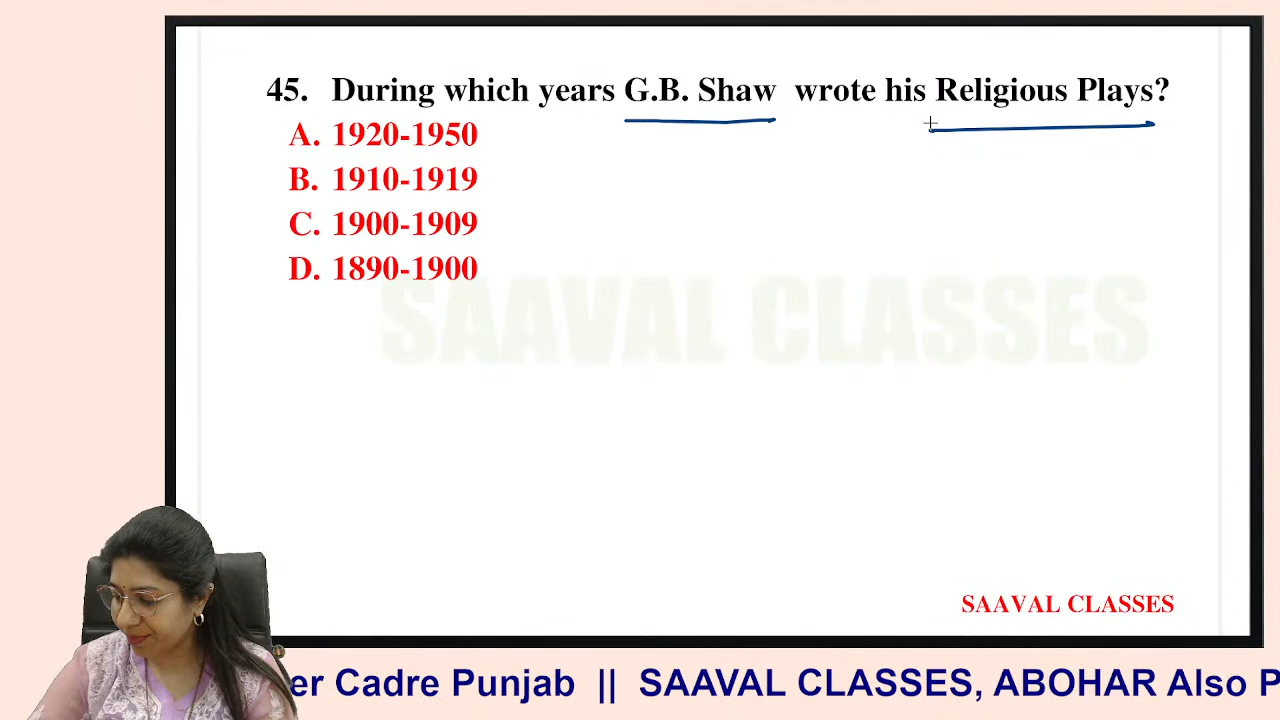 45. During which years G.B. Shaw wrote his Religious Plays?
A. 1920-1950
B. 1910-1919
C. 1900-1909
D. 1890-1900
SAAVAL CLASSES
SAAVAL CLASSES
er Cadre Punjab || SAAVAL CLASSES, ABOHAR Also P